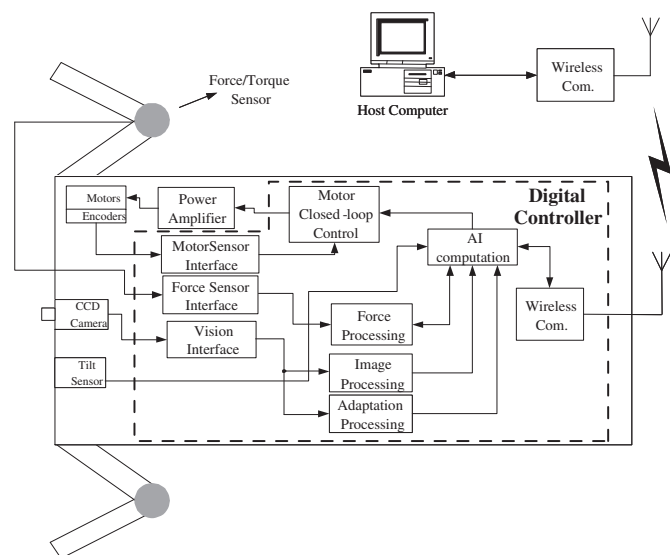 Force/Torque
Sensor
Host Computer
Wireless
Com.
Motors
Encoders
Power
Amplifier
Motor
Closed -loop
Control
Digital
Controller
MotorSensor
Interface
AI
computation
Force Sensor
Interface
CCD
Camera
Vision
Interface
Force
Processing
Wireless
Com.
Tilt
Sensor
Image
Processing
Adaptation
Processing